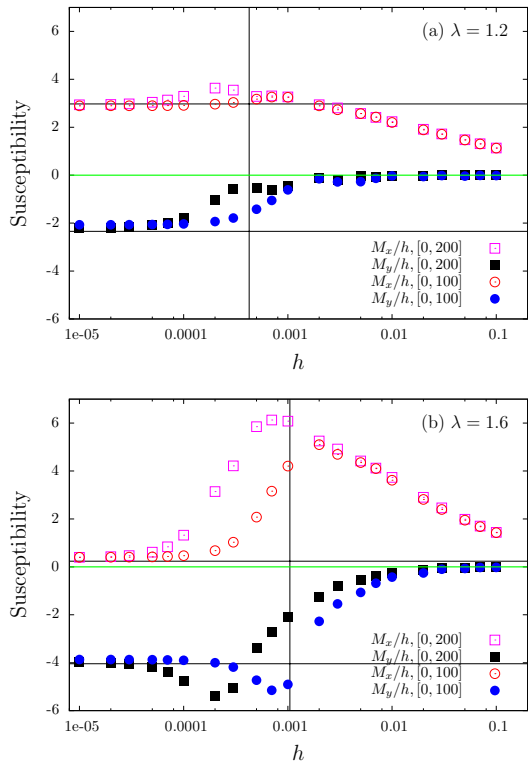 (a) λ = 1.2
Susceptibility
6
4
2
0
-2
-4
-6
M_x/h, [0, 200]
M_y/h, [0, 200]
M_x/h, [0, 100]
M_y/h, [0, 100]
1e-05 0.0001 0.001 0.01 0.1
h
(b) λ = 1.6
Susceptibility
6
4
2
0
-2
-4
-6
M_x/h, [0, 200]
M_y/h, [0, 200]
M_x/h, [0, 100]
M_y/h, [0, 100]
1e-05 0.0001 0.001 0.01 0.1
h